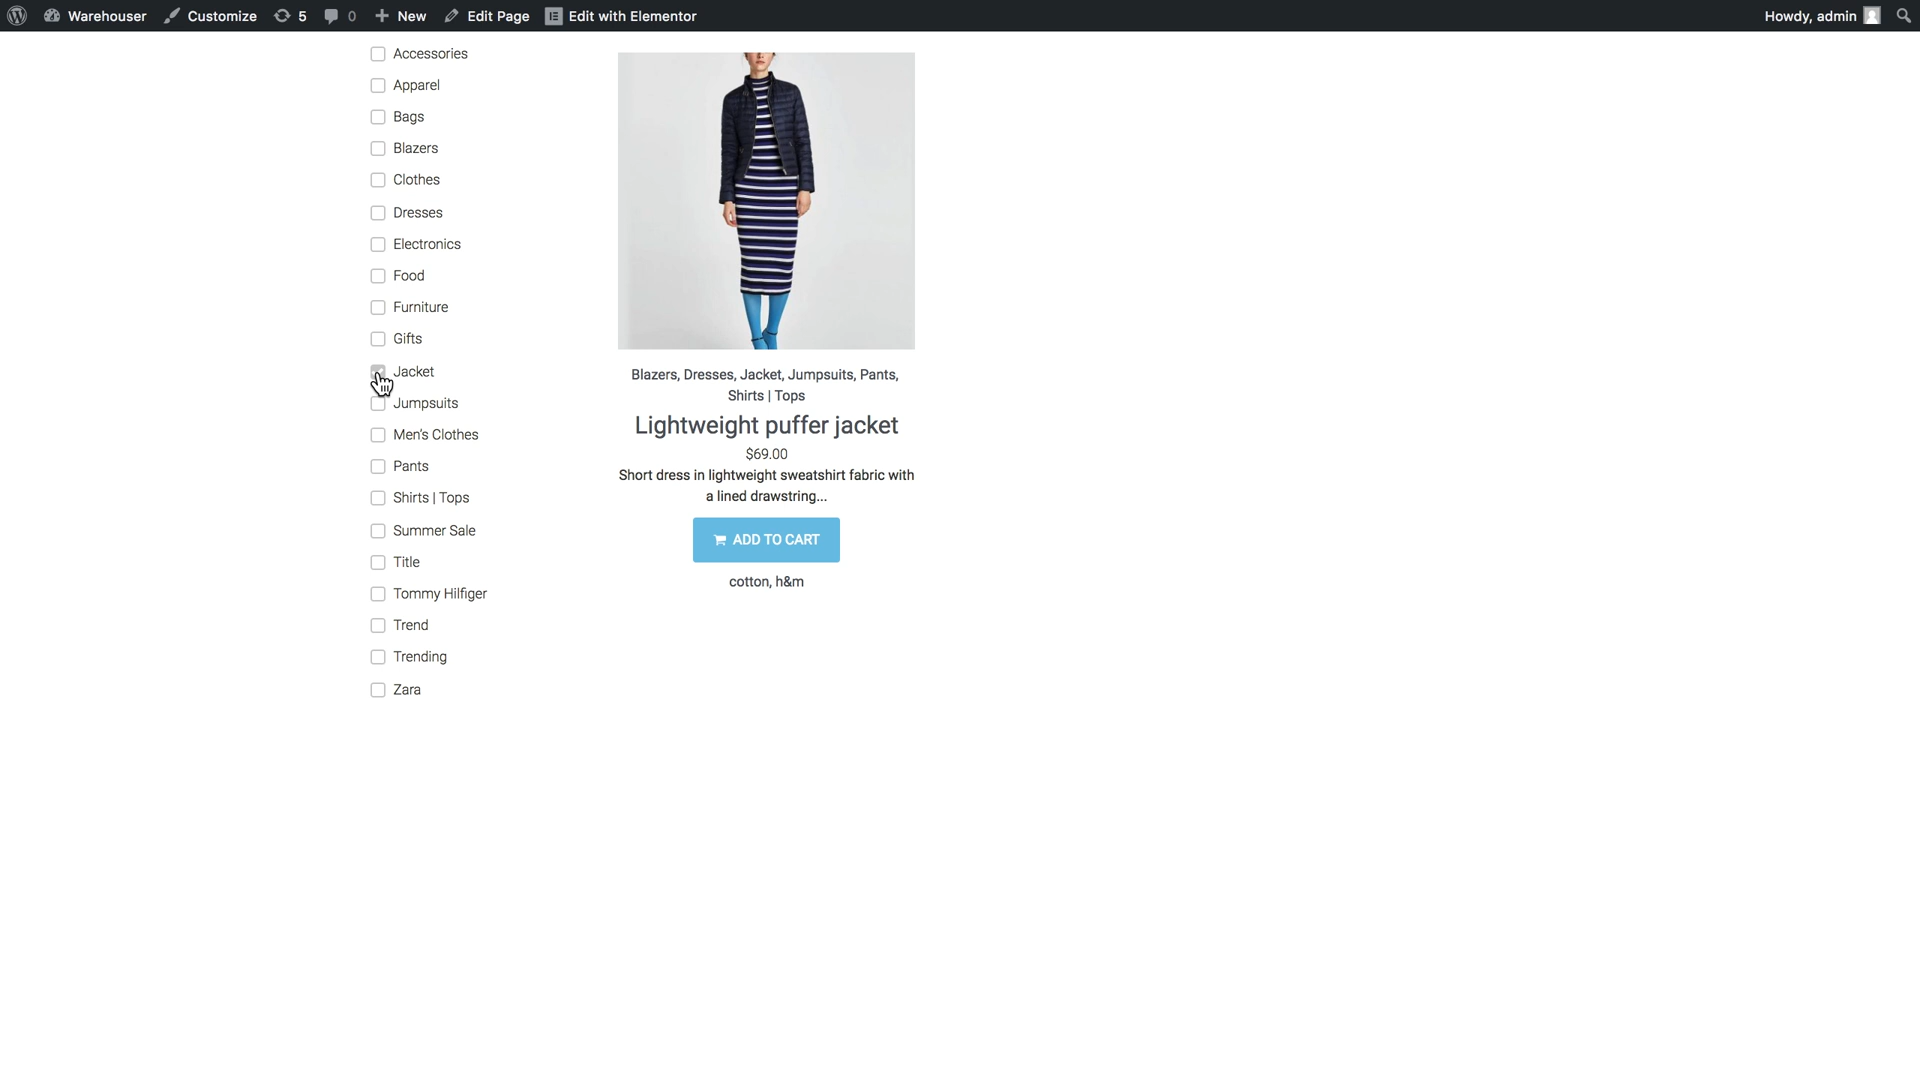 Warehouser Customize 5 0 New Edit Page Edit with Elementor Howdy, admin
Accessories
Apparel
Bags
Blazers
Clothes
Dresses
Electronics
Food
Furniture
Gifts
Jacket
Jumpsuits
Men's Clothes
Pants
Shirts | Tops
Summer Sale
Title
Tommy Hilfiger
Trend
Trending
Zara
Blazers, Dresses, Jacket, Jumpsuits, Pants,
Shirts | Tops
Lightweight puffer jacket
$69.00
Short dress in lightweight sweatshirt fabric with
a lined drawstring...
ADD TO CART
cotton, h&m